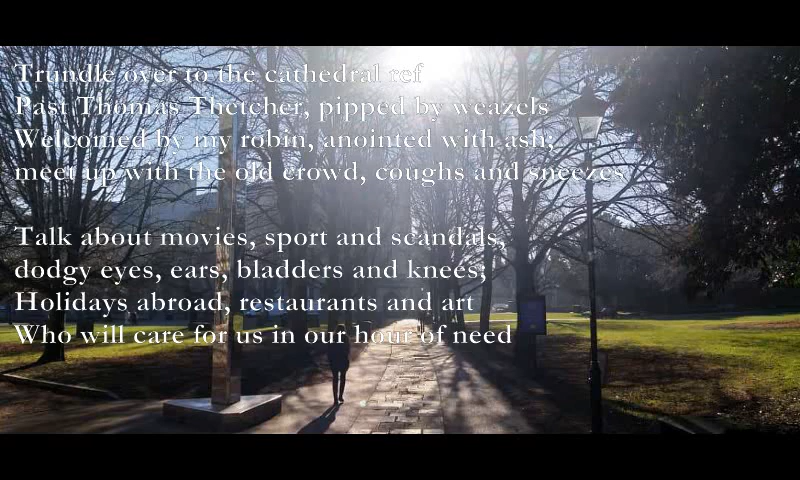 Trundle over to the cathedral ref
Past Thomas Thetcher, pipped by weazels
Welcomed by my robin, anointed with ash;
meet up with the old crowd, coughs and sneezes
Talk about movies, sport and scandals,
dodgy eyes, ears, bladders and knees;
Holidays abroad, restaurants and art
Who will care for us in our hour of need